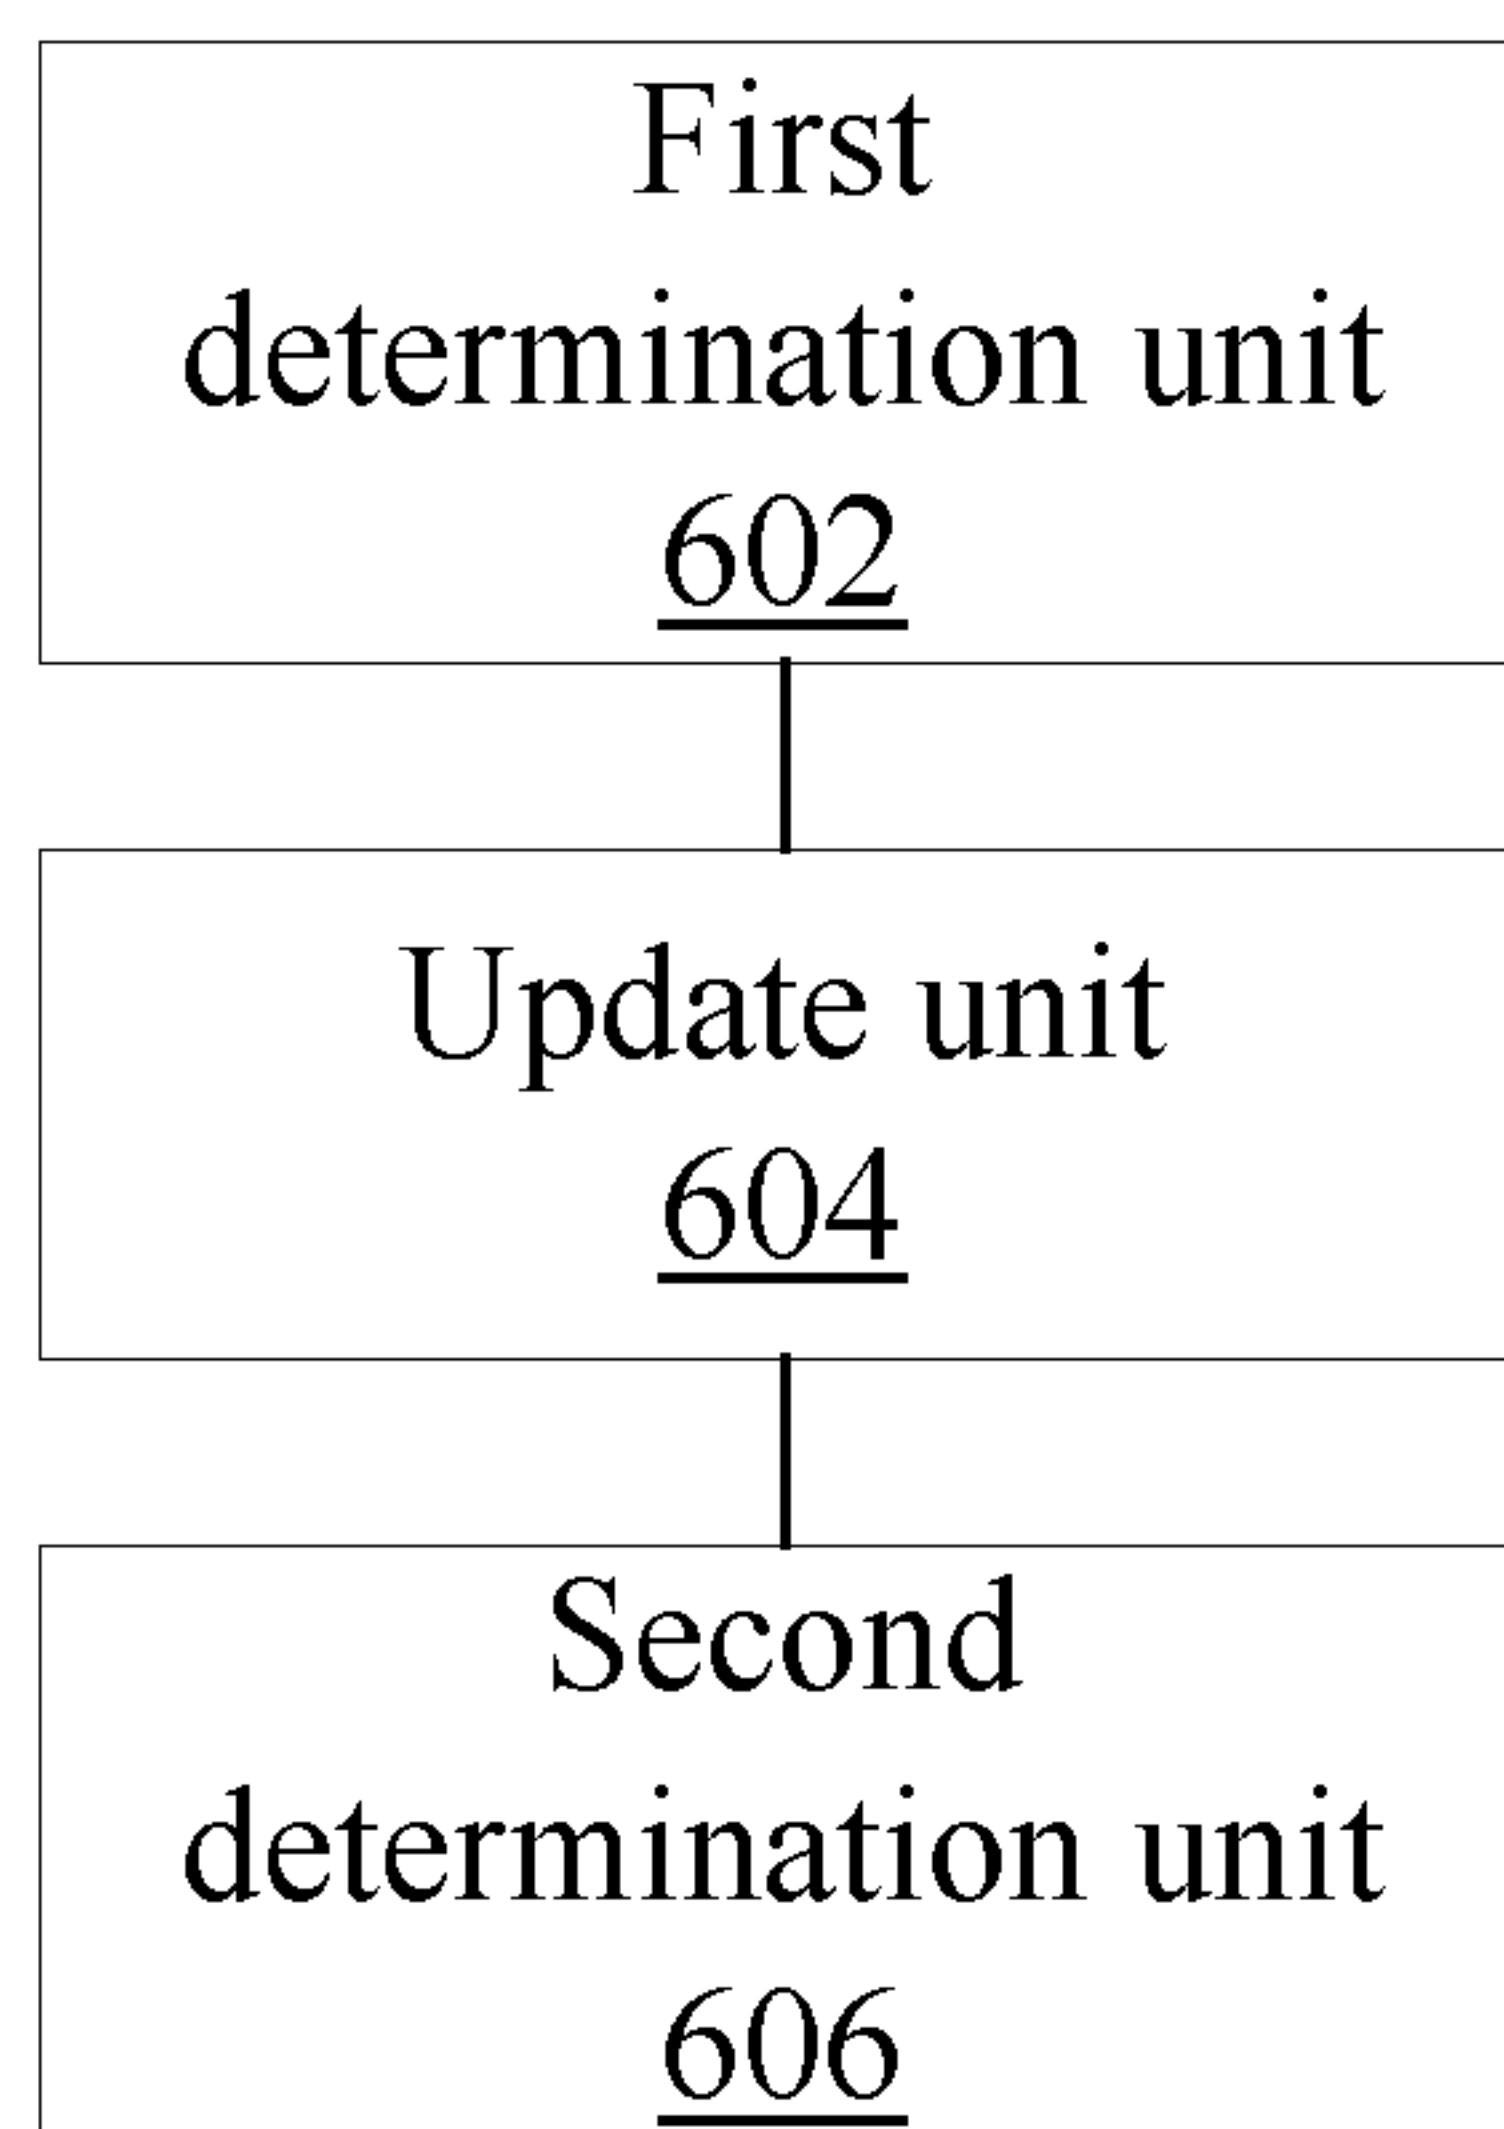 First
determination unit
602
Update unit
604
Second
determination unit
606